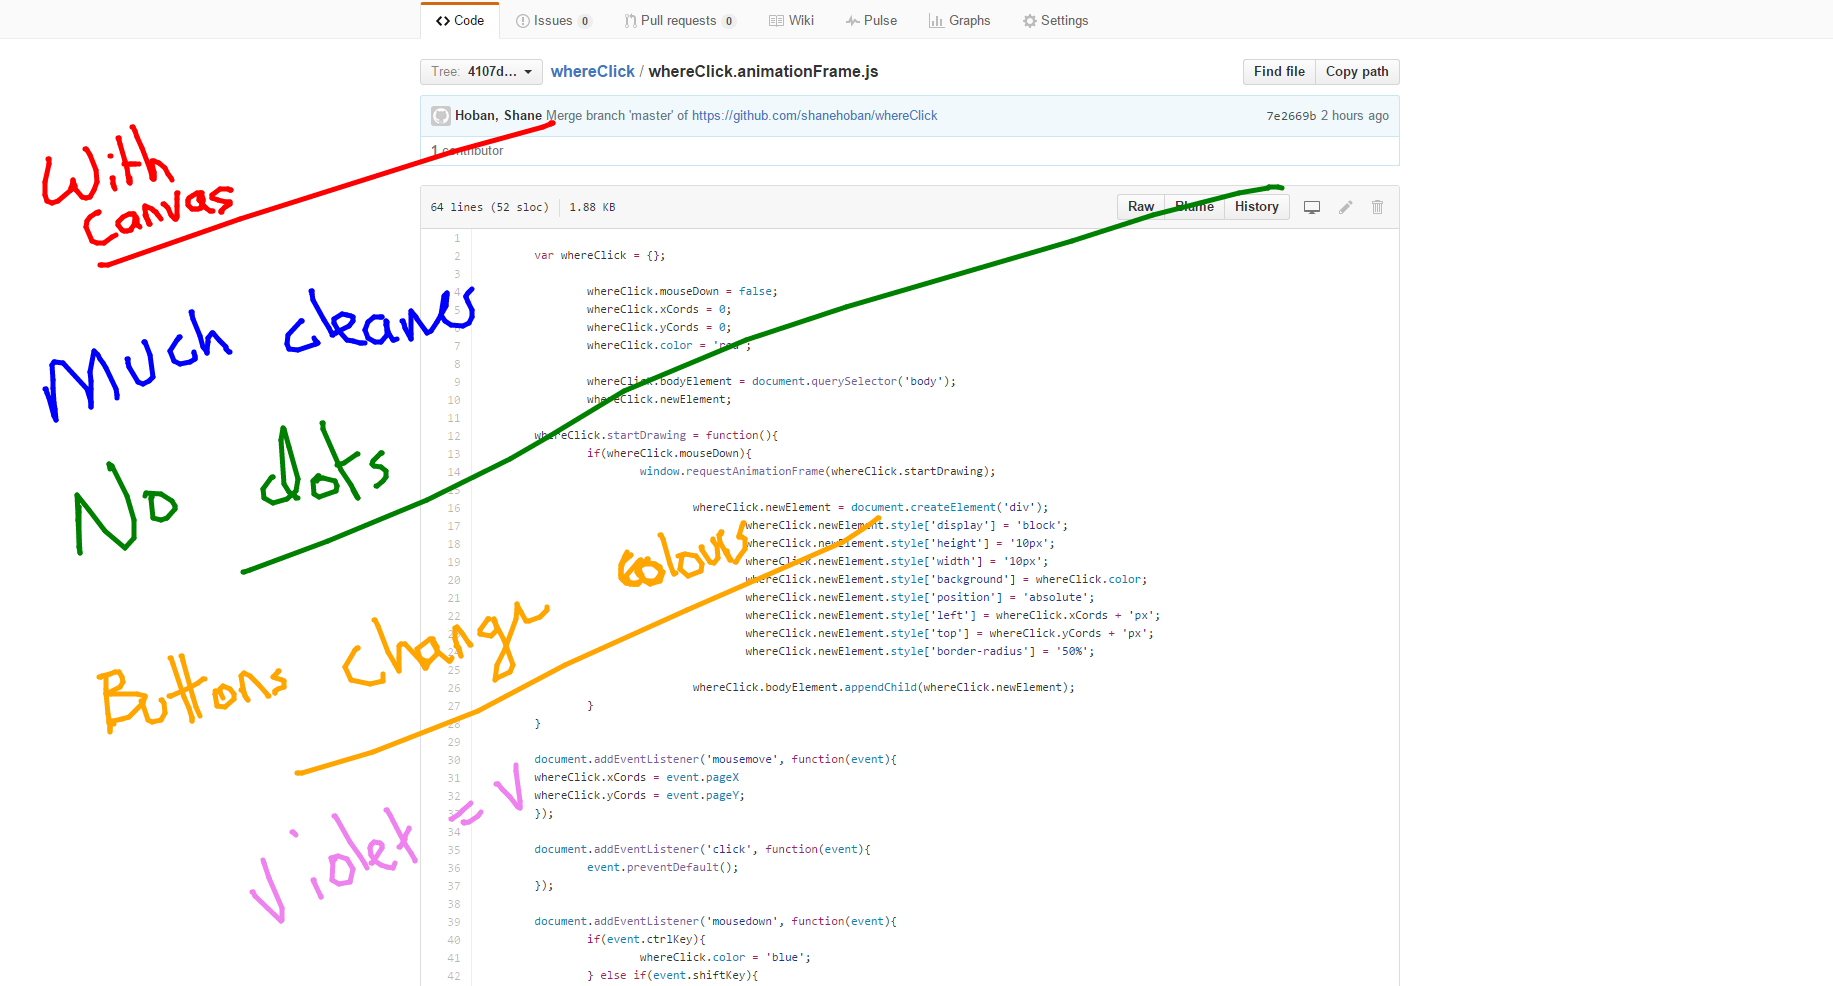 Code Issues 0 Pull requests 0 Wiki Pulse Graphs Settings
Tree: 4107d... whereClick / whereClick.animationFrame.js Find file Copy path
Hoban, Shane Merge branch 'master' of https://github.com/shanehoban/whereClick 7e2669b 2 hours ago
1 contributor
With
Canvas
64 lines (52 sloc) 1.88 KB Raw Blame History
1
2 var whereClick = {};
3
4 whereClick.mouseDown = false;
5 whereClick.xCords = 0;
6 whereClick.yCords = 0;
7 whereClick.color = 'red';
8
9 whereClick.bodyElement = document.querySelector('body');
10 whereClick.newElement;
11
Much cleaner
12 whereClick.startDrawing = function(){
13 if(whereClick.mouseDown){
14 window.requestAnimationFrame(whereClick.startDrawing);
15
No dots
16 whereClick.newElement = document.createElement('div');
17 whereClick.newElement.style['display'] = 'block';
18 whereClick.newElement.style['height'] = '10px';
19 whereClick.newElement.style['width'] = '10px';
20 whereClick.newElement.style['background'] = whereClick.color;
21 whereClick.newElement.style['position'] = 'absolute';
22 whereClick.newElement.style['left'] = whereClick.xCords + 'px';
23 whereClick.newElement.style['top'] = whereClick.yCords + 'px';
24 whereClick.newElement.style['border-radius'] = '50%';
25
Buttons change colours
26 whereClick.bodyElement.appendChild(whereClick.newElement);
27 }
28 }
29
30 document.addEventListener('mousemove', function(event){
31 whereClick.xCords = event.pageX
32 whereClick.yCords = event.pageY;
33 });
34
Violet = V
35 document.addEventListener('click', function(event){
36 event.preventDefault();
37 });
38
39 document.addEventListener('mousedown', function(event){
40 if(event.ctrlKey){
41 whereClick.color = 'blue';
42 } else if(event.shiftKey){